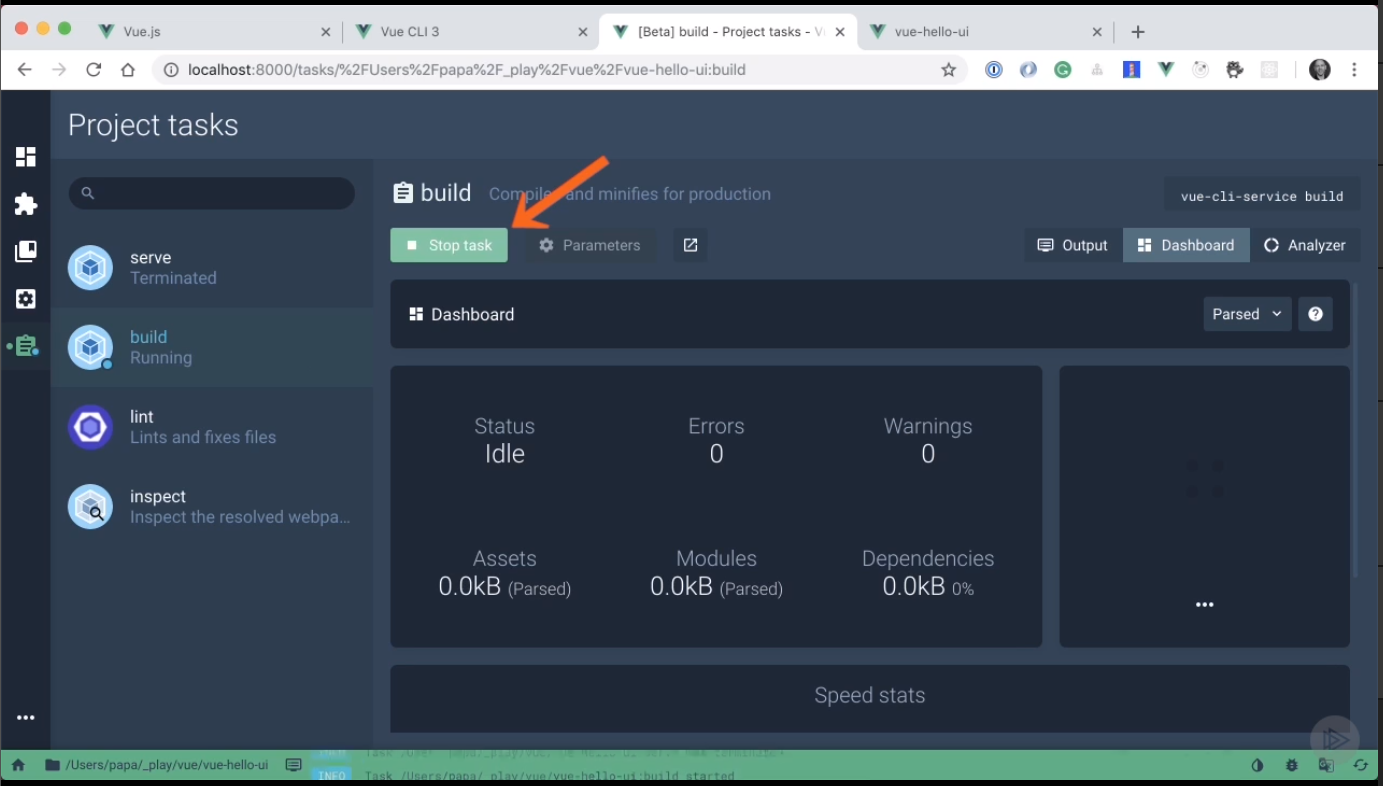 Vue.js
Vue CLI 3
[Beta] build - Project tasks - V
vue-hello-ui
localhost:8000/tasks/%2FUsers%2Fpapa%2F_play%2Fvue%2Fvue-hello-ui:build
Project tasks
build Compiles and minifies for production
vue-cli-service build
Stop task
Parameters
Output
Dashboard
Analyzer
serve
Terminated
build
Running
lint
Lints and fixes files
inspect
Inspect the resolved webpa...
Dashboard
Parsed
Status
Idle
Errors
0
Warnings
0
Assets
0.0kB (Parsed)
Modules
0.0kB (Parsed)
Dependencies
0.0kB 0%
Speed stats
/Users/papa/_play/vue/vue-hello-ui
INFO Task /Users/papa/_play/vue/vue-hello-ui:build started